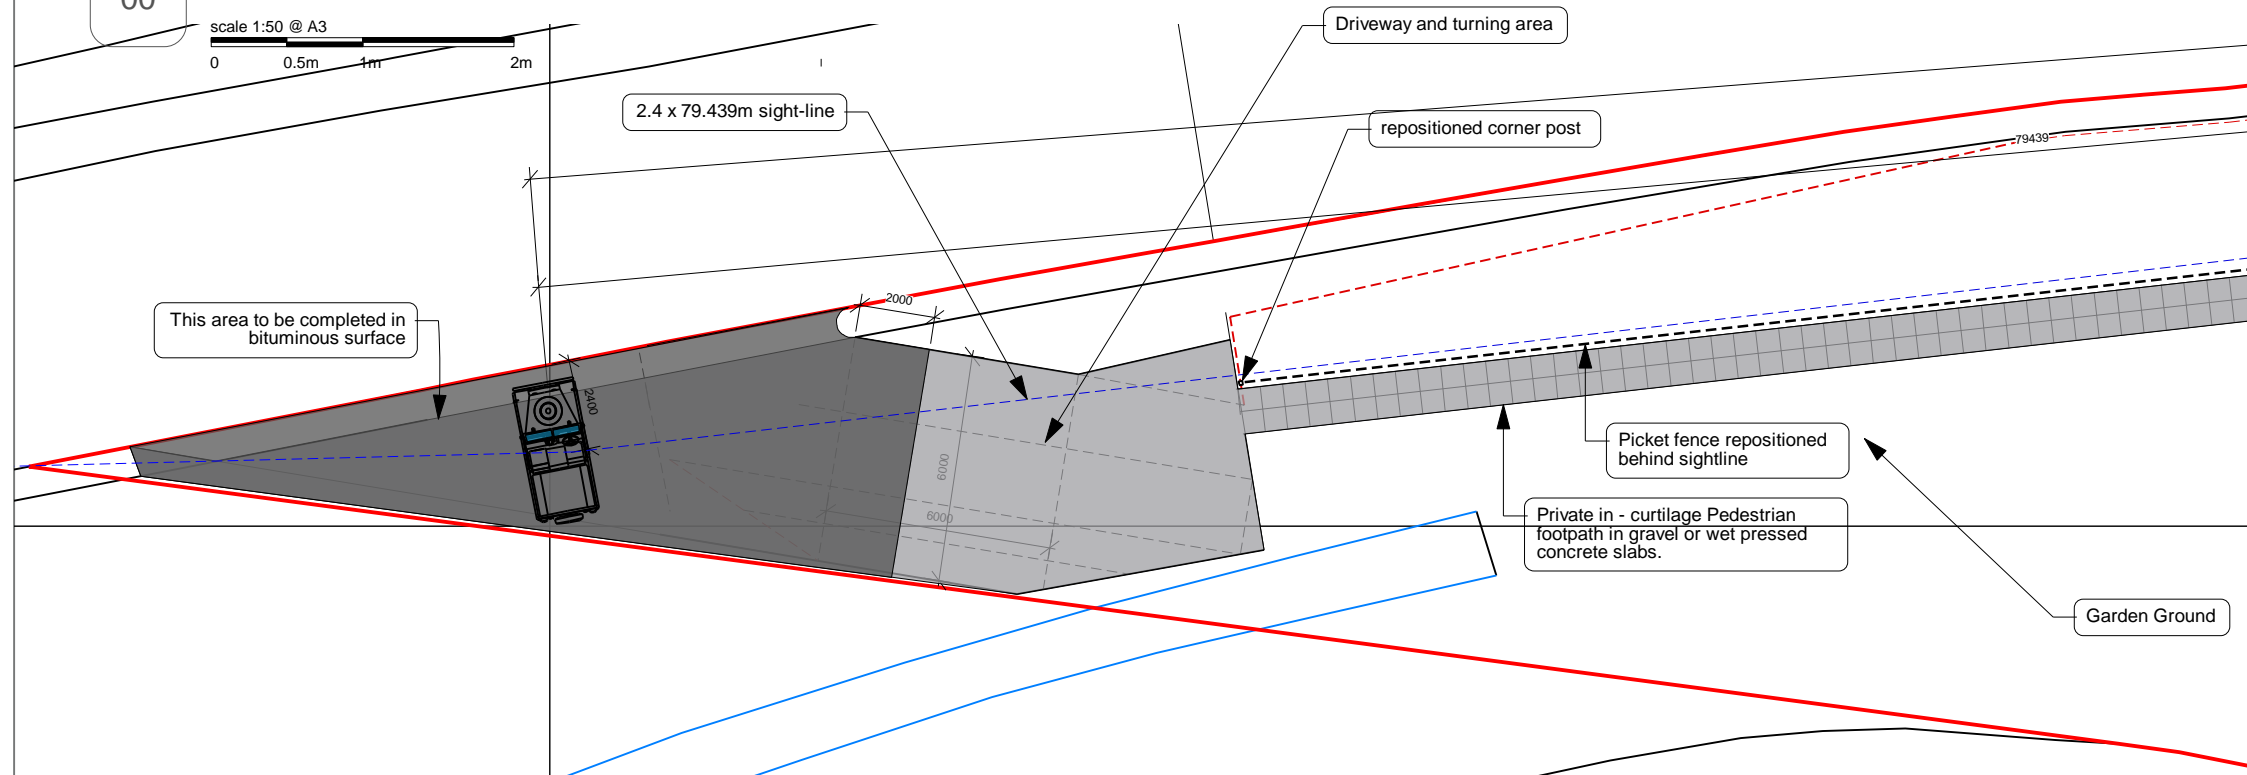 00
scale 1:50 @ A3
0 0.5m 1m 2m
Driveway and turning area
2.4 x 79.439m sight-line
repositioned corner post
79439
2000
This area to be completed in
bituminous surface
2400
6900
6000
Picket fence repositioned
behind sightline
Private in - curtilage Pedestrian
footpath in gravel or wet pressed
concrete slabs.
Garden Ground